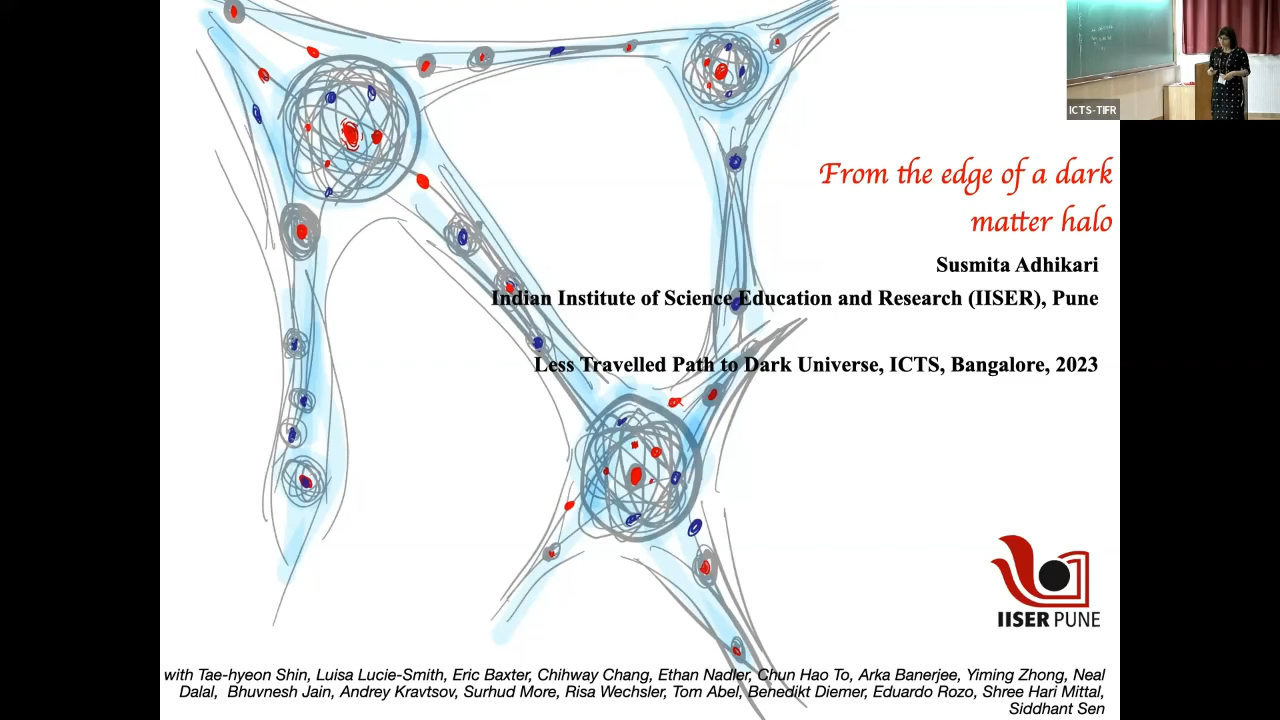 ICTS-TIFR
From the edge of a dark
matter halo
Susmita Adhikari
Indian Institute of Science Education and Research (IISER), Pune
Less Travelled Path to Dark Universe, ICTS, Bangalore, 2023
IISER PUNE
with Tae-hyeon Shin, Luisa Lucie-Smith, Eric Baxter, Chihway Chang, Ethan Nadler, Chun Hao To, Arka Banerjee, Yiming Zhong, Neal
Dalal, Bhuvnesh Jain, Andrey Kravtsov, Surhud More, Risa Wechsler, Tom Abel, Benedikt Diemer, Eduardo Rozo, Shree Hari Mittal,
Siddhant Sen